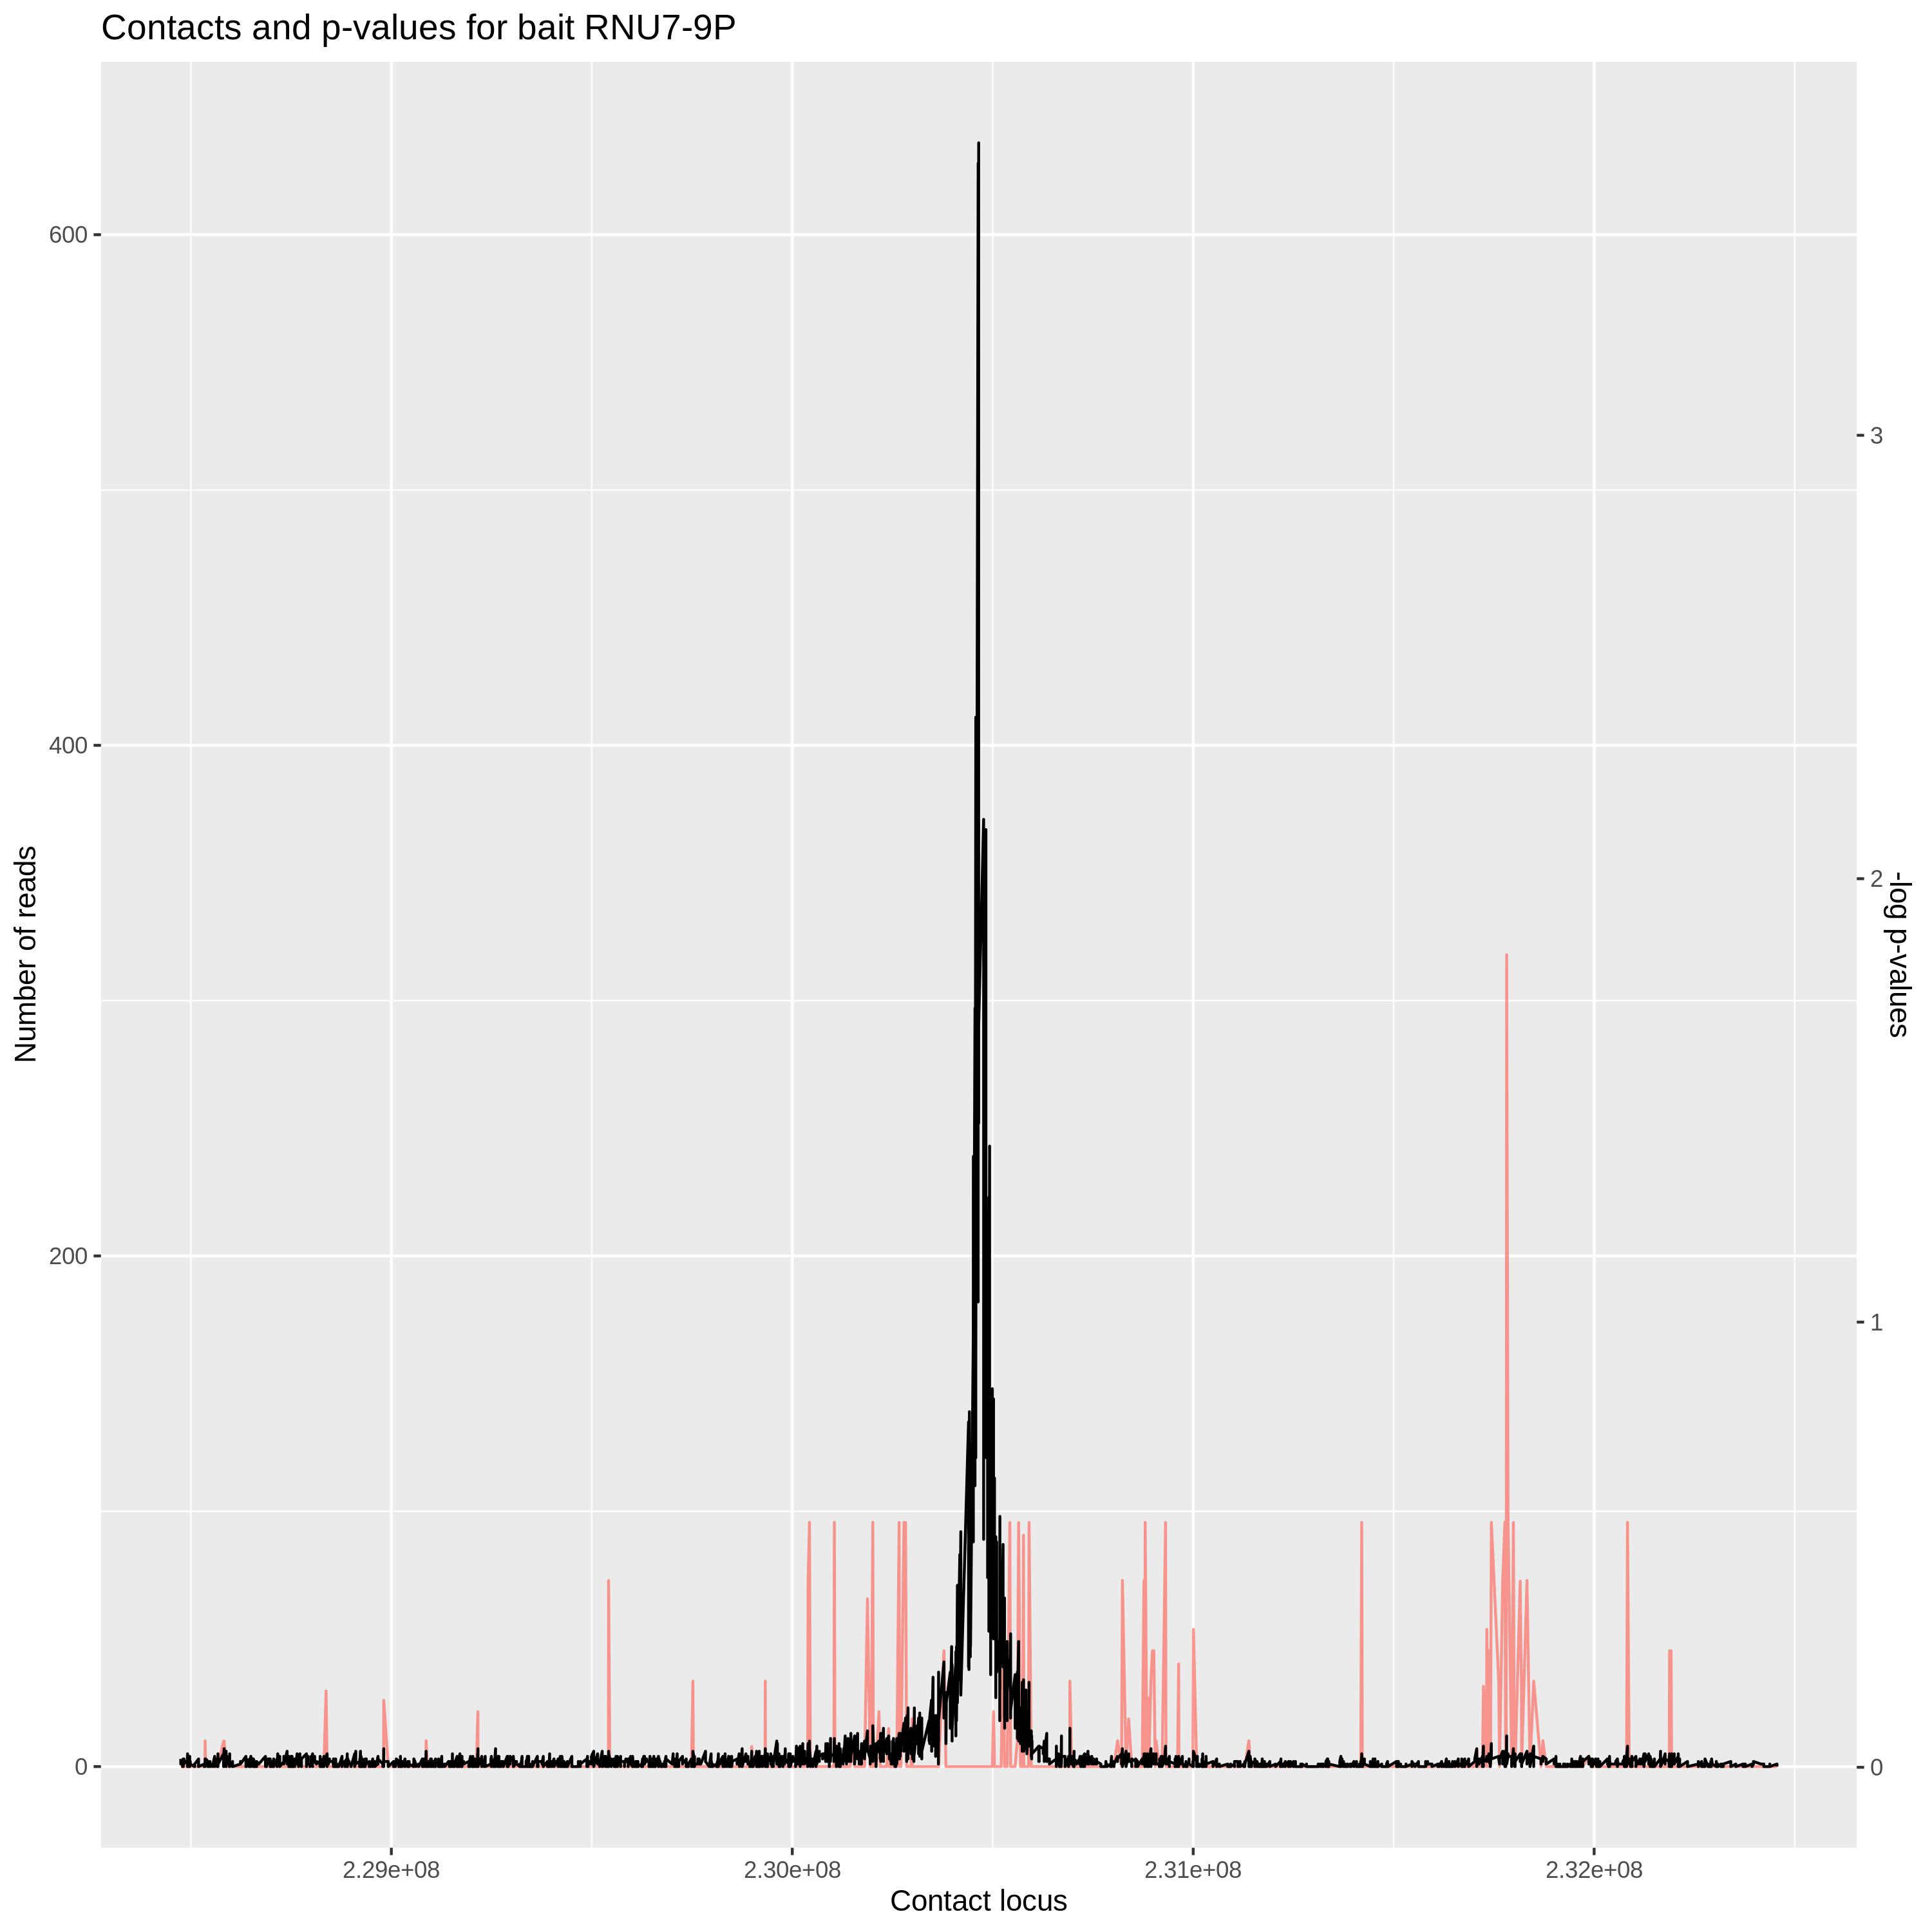 Contacts and p-values for bait RNU7-9P
600
400
200
0
Number of reads
3
2
1
0
-log p-values
2.29e+08
2.30e+08
2.31e+08
2.32e+08
Contact locus